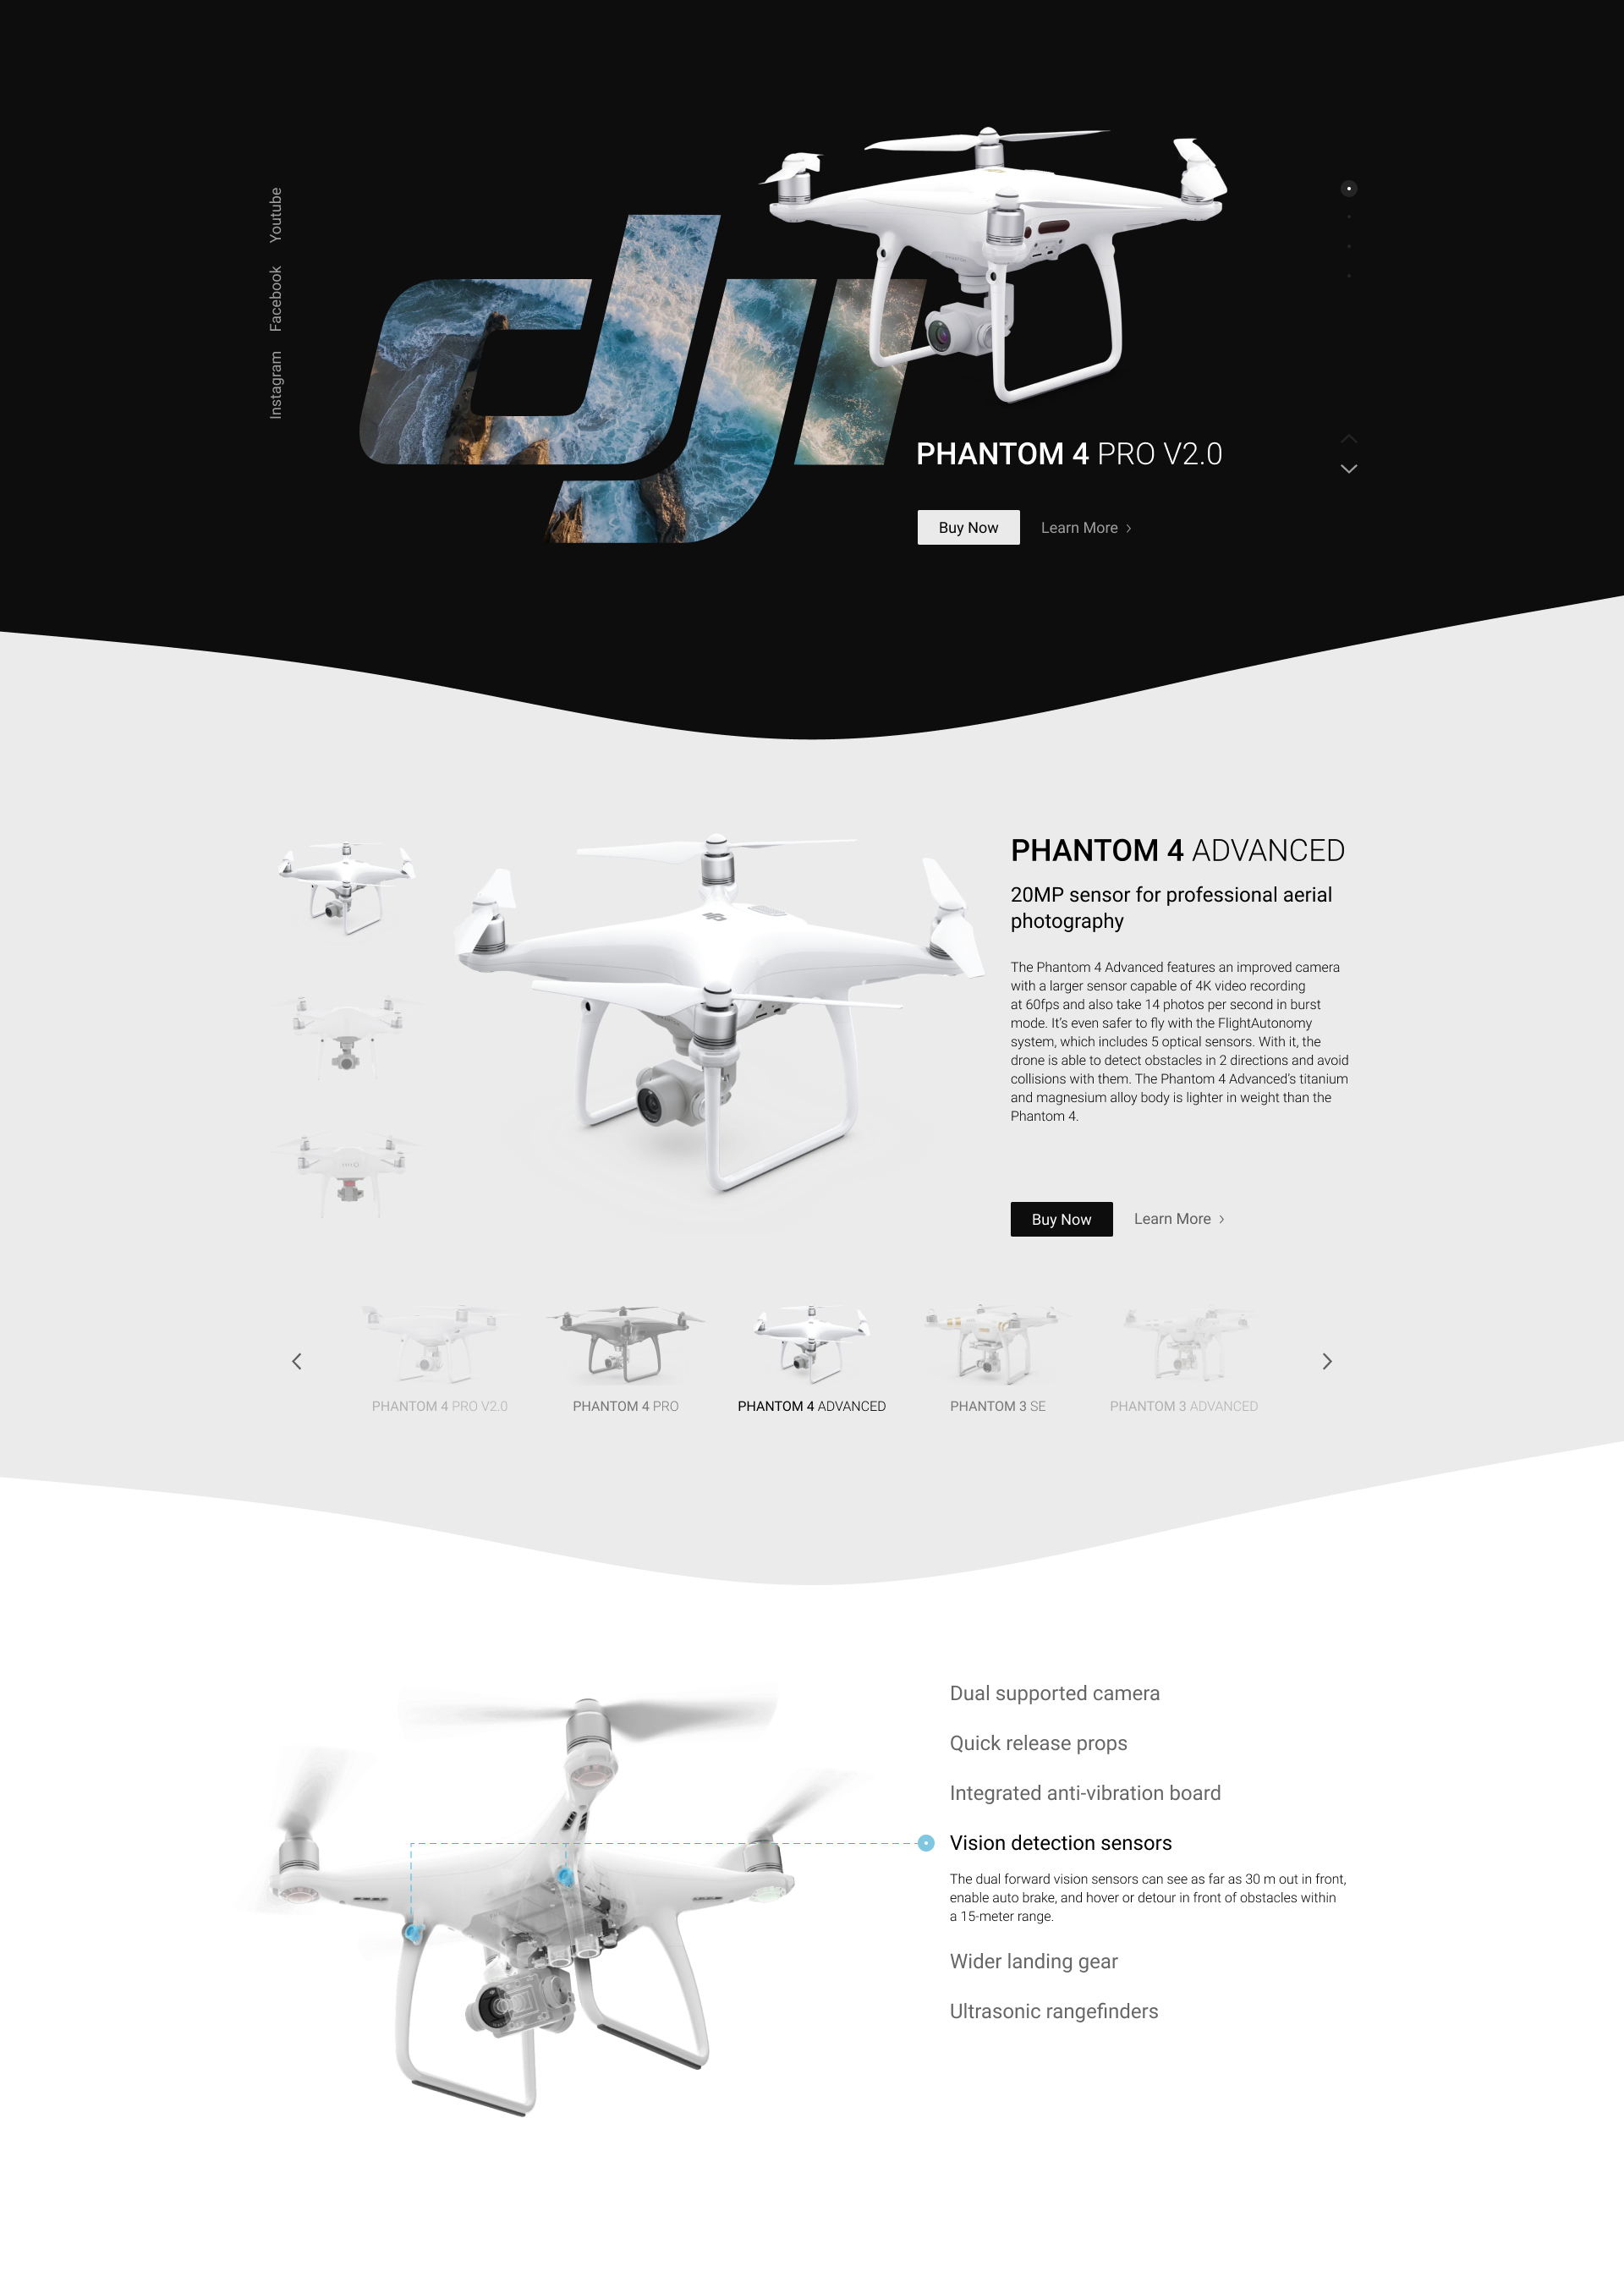 Youtube
Facebook
Instagram
dji
PHANTOM 4 PRO V2.0
Buy Now
Learn More
PHANTOM 4 ADVANCED
20MP sensor for professional aerial
photography
The Phantom 4 Advanced features an improved camera
with a larger sensor capable of 4K video recording
at 60fps and also take 14 photos per second in burst
mode. It’s even safer to fly with the FlightAutonomy
system, which includes 5 optical sensors. With it, the
drone is able to detect obstacles in 2 directions and avoid
collisions with them. The Phantom 4 Advanced’s titanium
and magnesium alloy body is lighter in weight than the
Phantom 4.
Buy Now
Learn More
PHANTOM 4 PRO V2.0
PHANTOM 4 PRO
PHANTOM 4 ADVANCED
PHANTOM 3 SE
PHANTOM 3 ADVANCED
Dual supported camera
Quick release props
Integrated anti-vibration board
Vision detection sensors
The dual forward vision sensors can see as far as 30 m out in front,
enable auto brake, and hover or detour in front of obstacles within
a 15-meter range.
Wider landing gear
Ultrasonic rangefinders